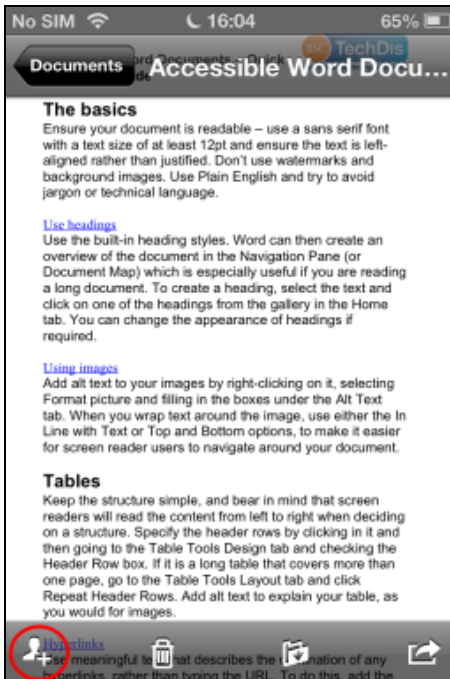 No SIM 16:04 65%
JISC TechDis
Documents Accessible Word Docu...
ord Documents - Quick
de
The basics
Ensure your document is readable – use a sans serif font
with a text size of at least 12pt and ensure the text is left-
aligned rather than justified. Don't use watermarks and
background images. Use Plain English and try to avoid
jargon or technical language.
Use headings
Use the built-in heading styles. Word can then create an
overview of the document in the Navigation Pane (or
Document Map) which is especially useful if you are reading
a long document. To create a heading, select the text and
click on one of the headings from the gallery in the Home
tab. You can change the appearance of headings if
required.
Using images
Add alt text to your images by right-clicking on it, selecting
Format picture and filling in the boxes under the Alt Text
tab. When you wrap text around the image, use either the In
Line with Text or Top and Bottom options, to make it easier
for screen reader users to navigate around your document.
Tables
Keep the structure simple, and bear in mind that screen
readers will read the content from left to right when deciding
on a structure. Specify the header rows by clicking in it and
then going to the Table Tools Design tab and checking the
Header Row box. If it is a long table that covers more than
one page, go to the Table Tools Layout tab and click
Repeat Header Rows. Add alt text to explain your table, as
you would for images.
Hyperlinks
Use meaningful te hat describes the nation of any
hyperlinks, rather than typing the URL. To do this, add the